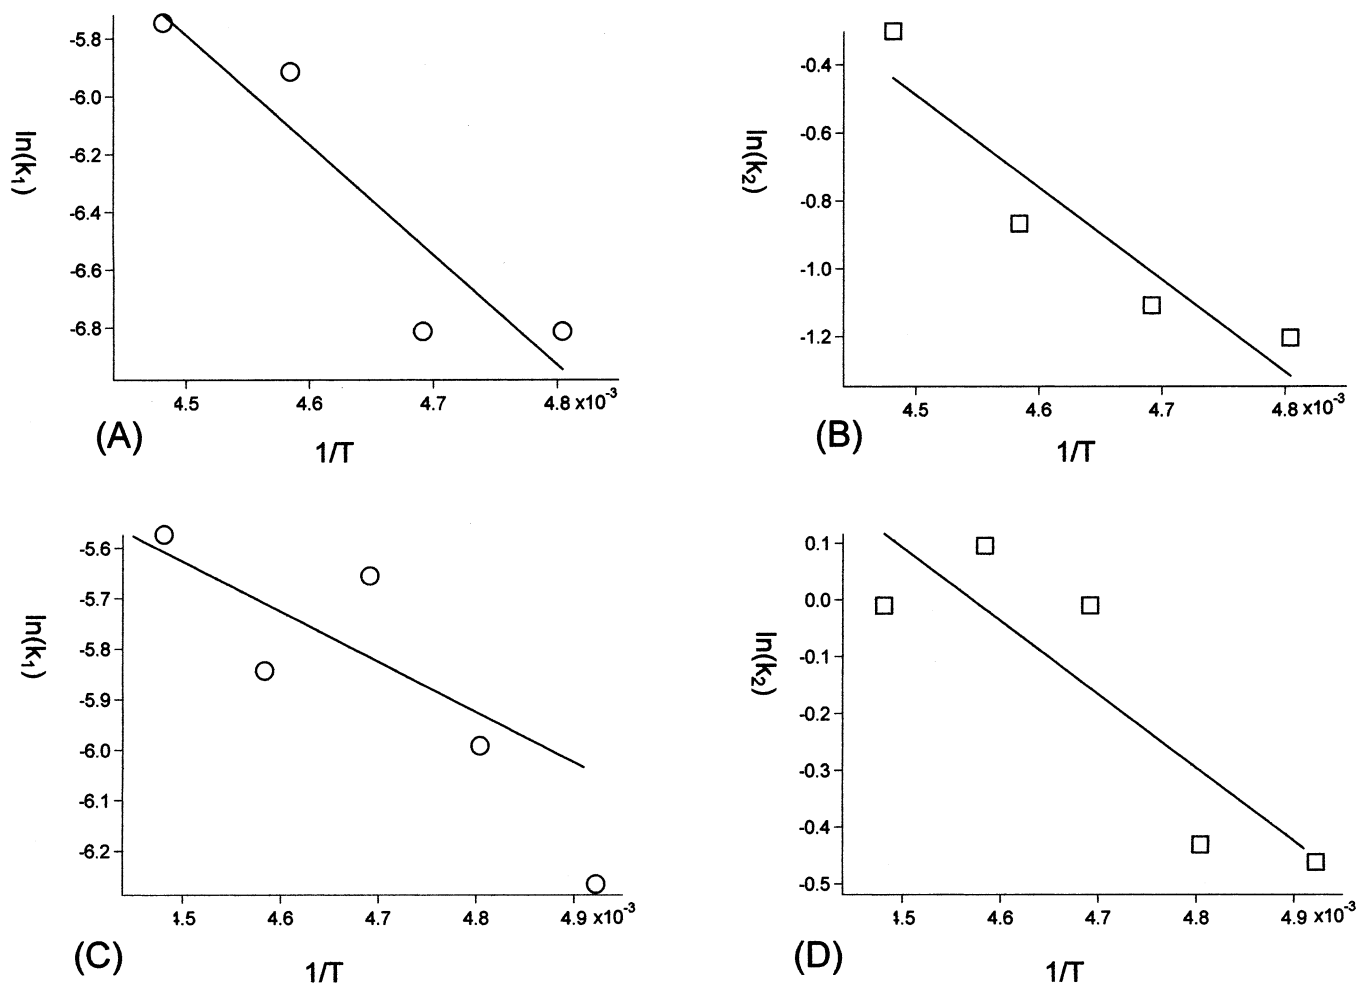 -5.8
-6.0
-6.2
-6.4
-6.6
-6.8
ln(k₁)
4.5 4.6 4.7 4.8 x10⁻³
(A)
1/T
-0.4
-0.6
-0.8
-1.0
-1.2
ln(k₂)
4.5 4.6 4.7 4.8 x10⁻³
(B)
1/T
-5.6
-5.7
-5.8
-5.9
-6.0
-6.1
-6.2
ln(k₁)
4.5 4.6 4.7 4.8 4.9 x10⁻³
(C)
1/T
0.1
0.0
-0.1
-0.2
-0.3
-0.4
-0.5
ln(k₂)
4.5 4.6 4.7 4.8 4.9 x10⁻³
(D)
1/T